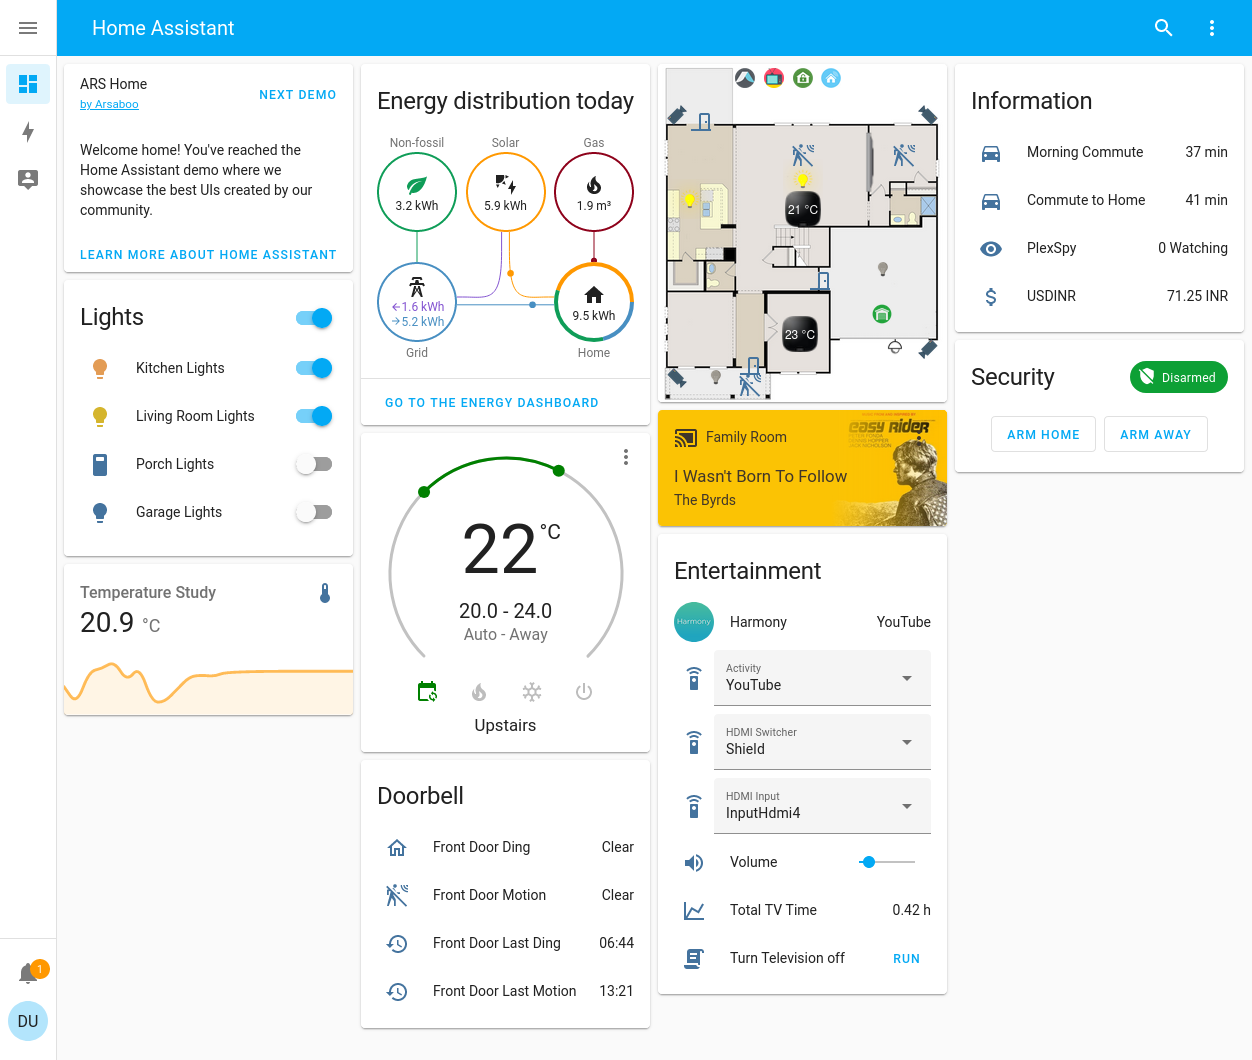 Home Assistant
ARS Home
by Arsaboo
NEXT DEMO
Welcome home! You've reached the
Home Assistant demo where we
showcase the best UIs created by our
community.
LEARN MORE ABOUT HOME ASSISTANT
Lights
Kitchen Lights
Living Room Lights
Porch Lights
Garage Lights
Temperature Study
20.9 °C
1
DU
Energy distribution today
Non-fossil
Solar
Gas
3.2 kWh
5.9 kWh
1.9 m³
←1.6 kWh
→5.2 kWh
9.5 kWh
Grid
Home
GO TO THE ENERGY DASHBOARD
22 °C
20.0 - 24.0
Auto - Away
Upstairs
Doorbell
Front Door Ding Clear
Front Door Motion Clear
Front Door Last Ding 06:44
Front Door Last Motion 13:21
21 °C
23 °C
Family Room
I Wasn't Born To Follow
The Byrds
easy rider
Entertainment
Harmony
Harmony YouTube
Activity
YouTube
HDMI Switcher
Shield
HDMI Input
InputHdmi4
Volume
Total TV Time 0.42 h
Turn Television off RUN
Information
Morning Commute 37 min
Commute to Home 41 min
PlexSpy 0 Watching
USDINR 71.25 INR
Security
Disarmed
ARM HOME
ARM AWAY